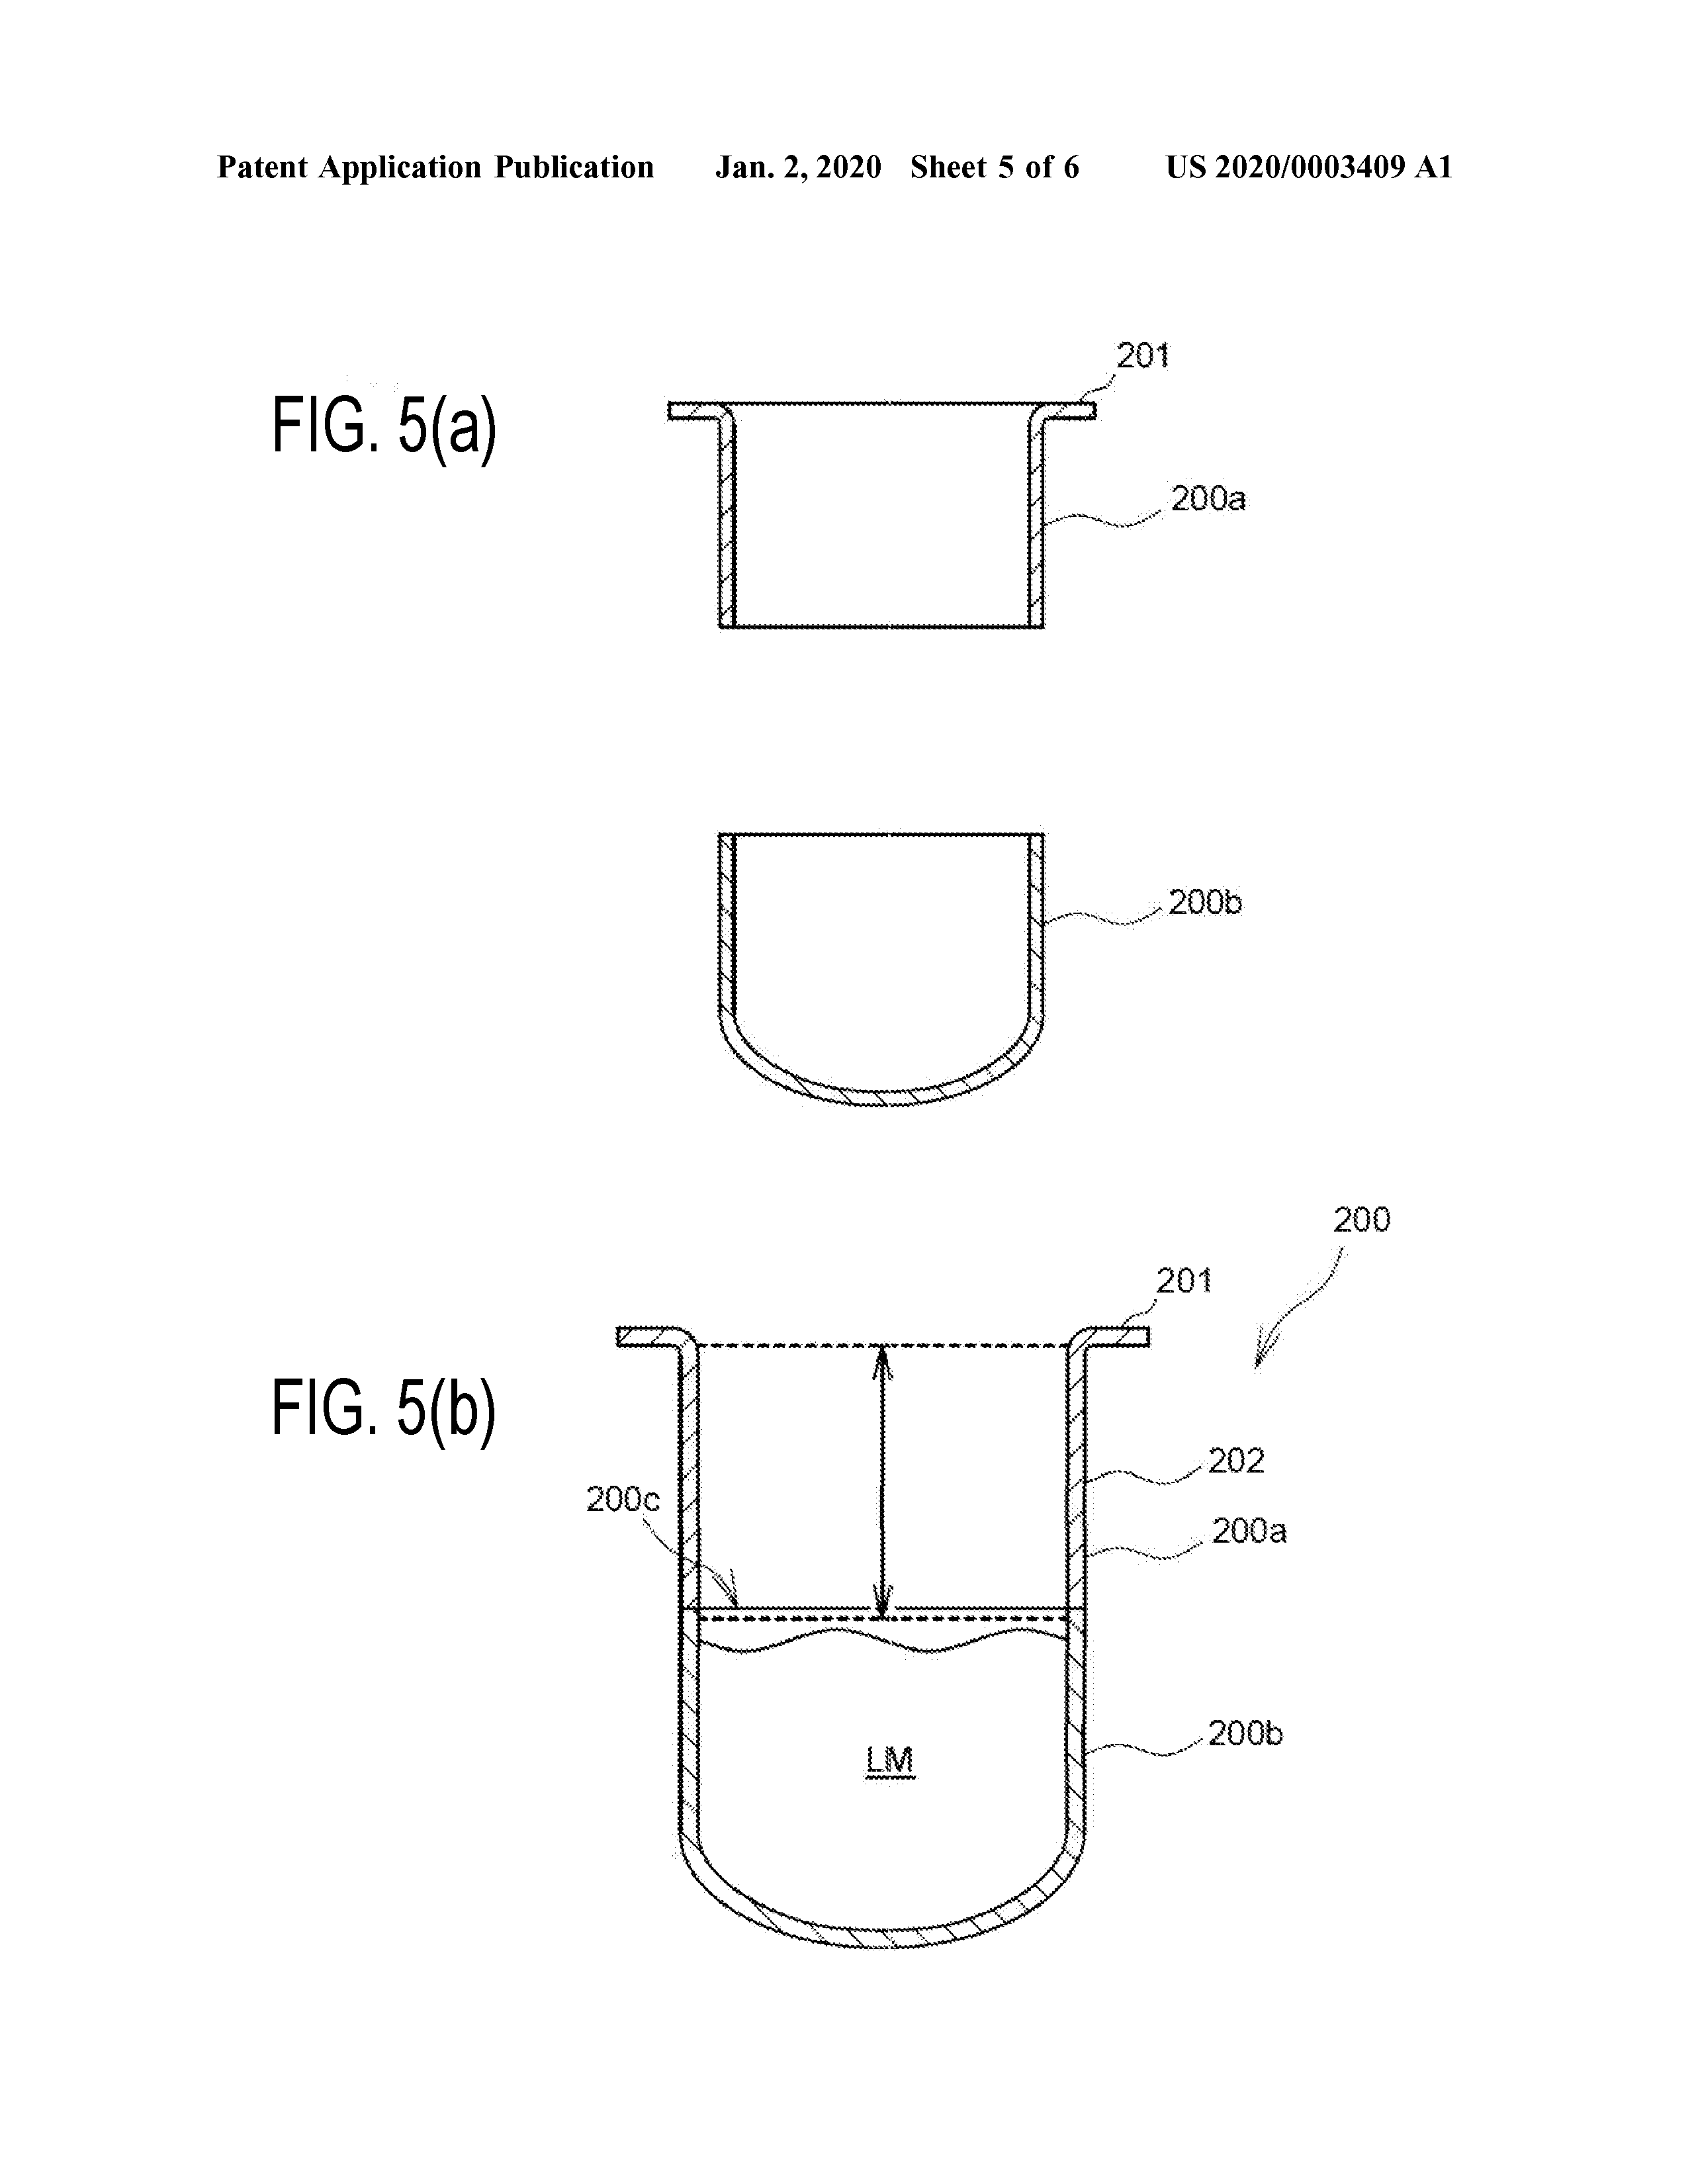 Patent Application Publication Jan. 2, 2020 Sheet 5 of 6 US 2020/0003409 A1
201
FIG. 5(a)
200a
200b
200
201
FIG. 5(b)
202
200c
200a
200b
LM